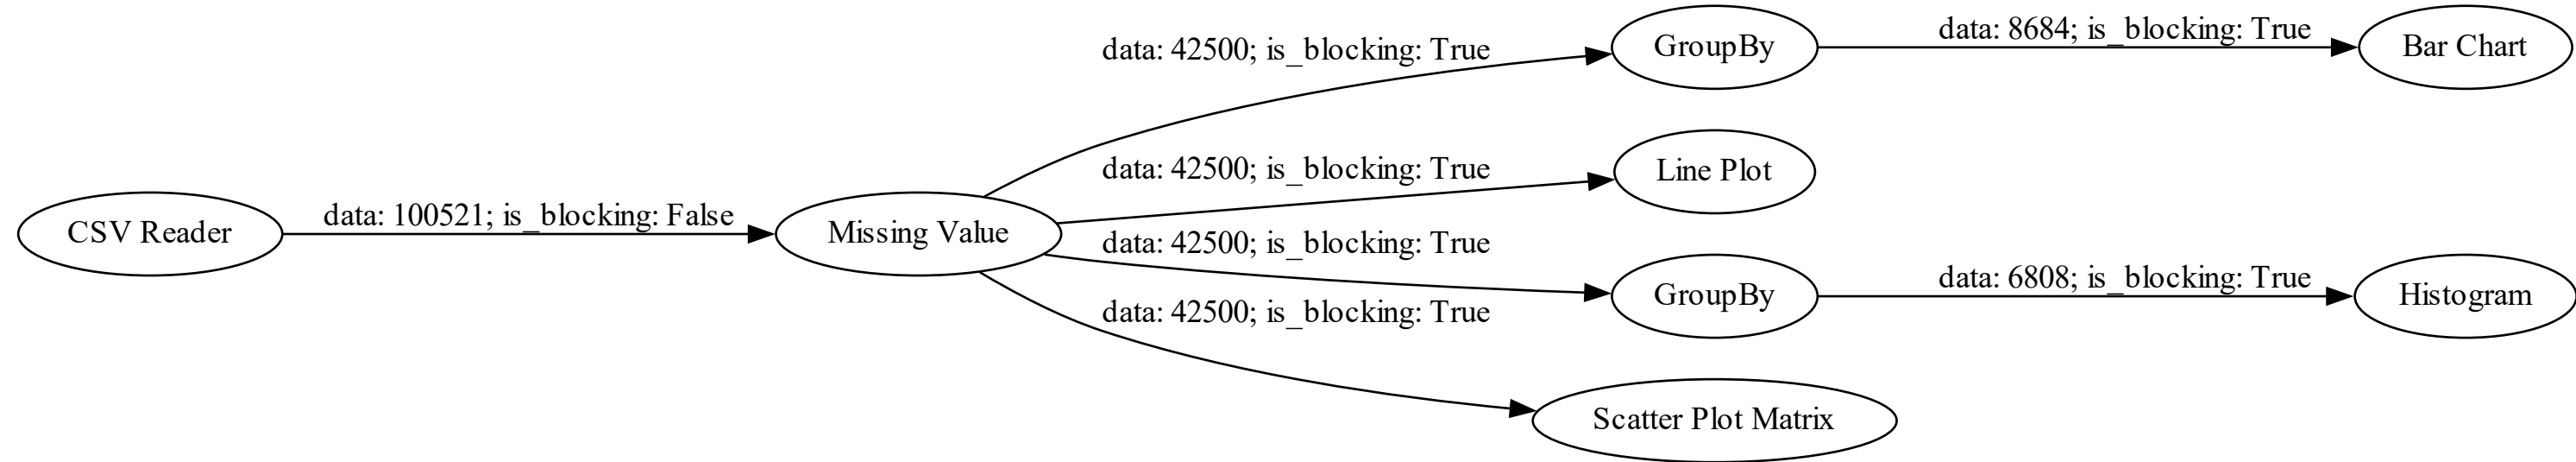 data: 42500; is_blocking: True
GroupBy
data: 8684; is_blocking: True
Bar Chart
data: 42500; is_blocking: True
Line Plot
CSV Reader
data: 100521; is_blocking: False
Missing Value
data: 42500; is_blocking: True
GroupBy
data: 6808; is_blocking: True
Histogram
data: 42500; is_blocking: True
Scatter Plot Matrix